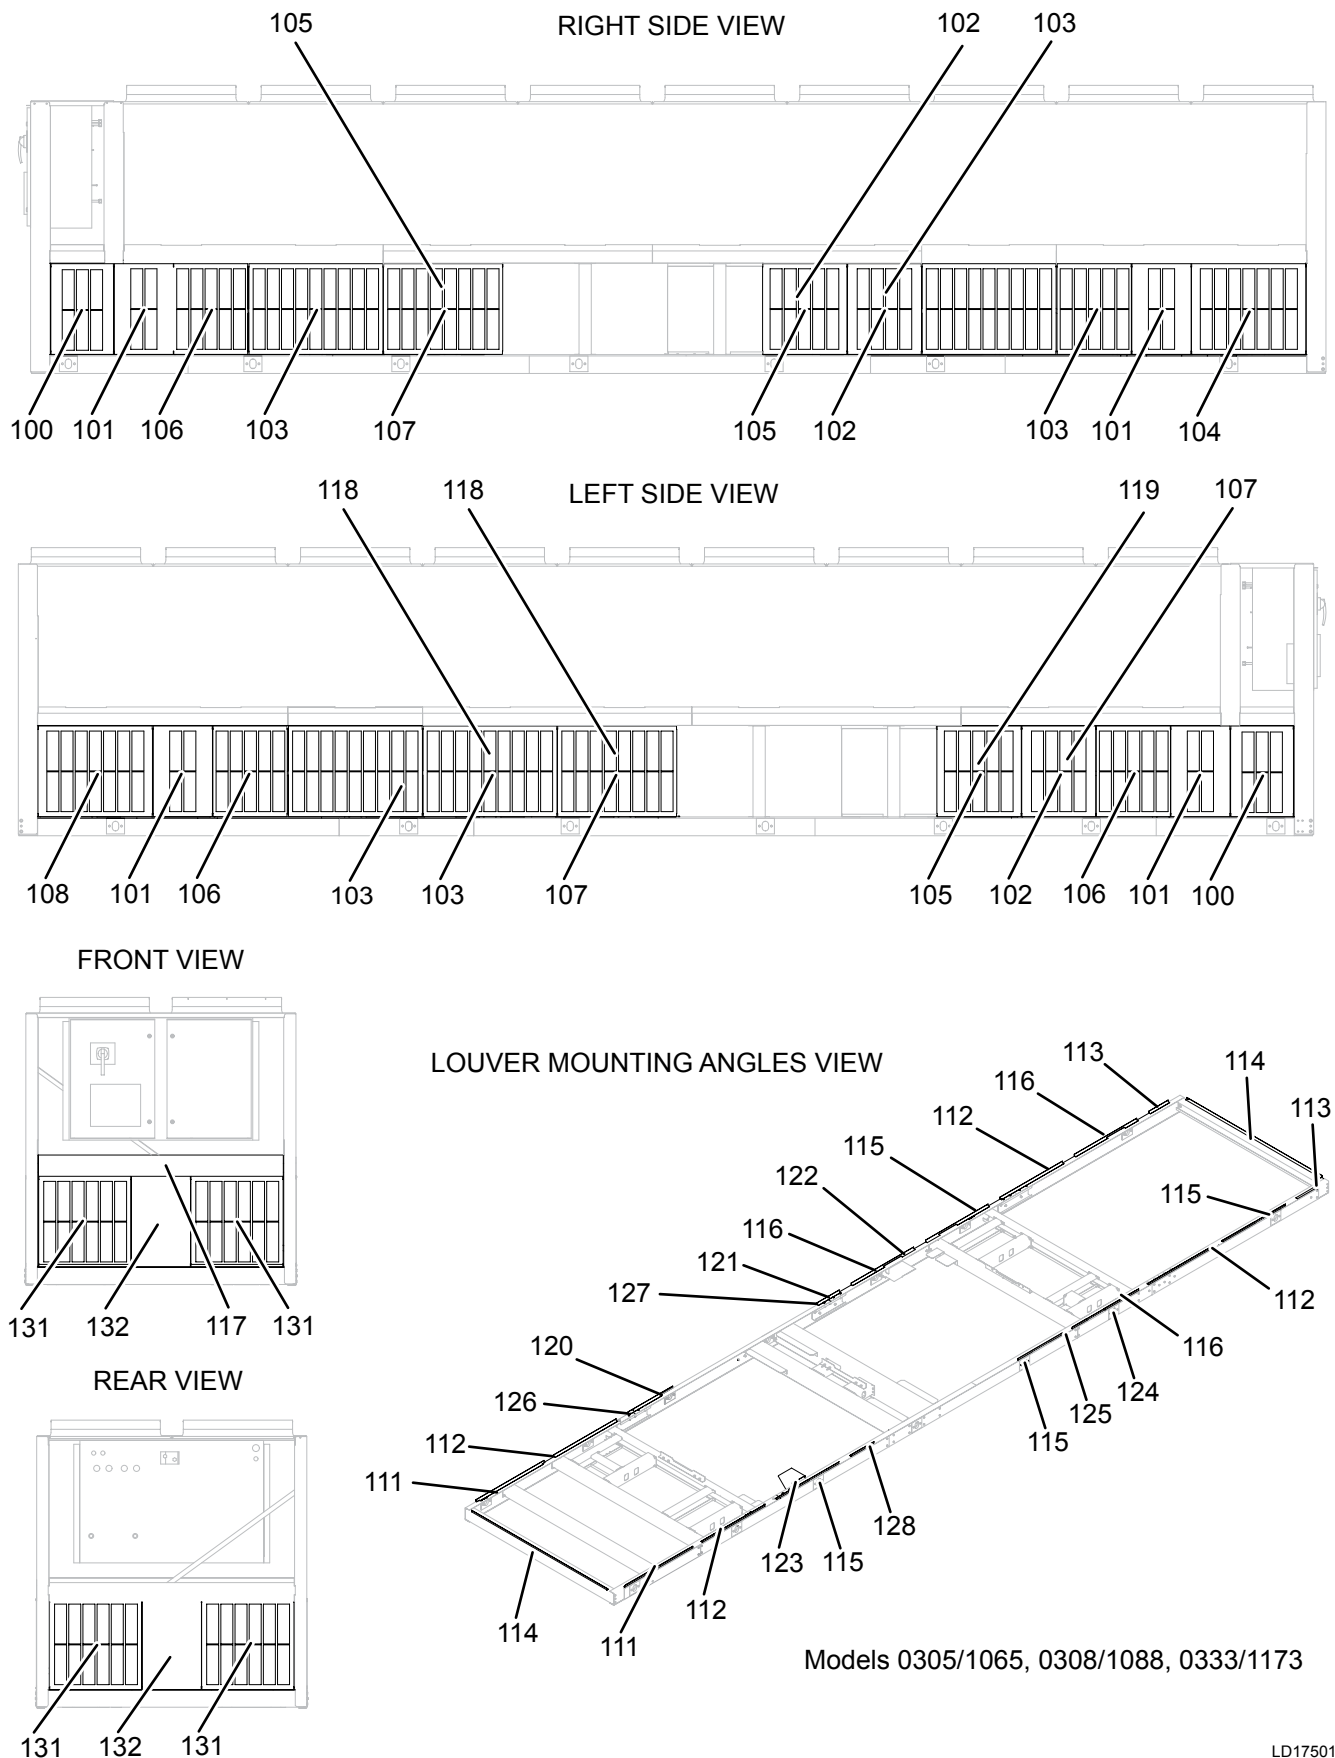 105 RIGHT SIDE VIEW 102 103
100 101 106 103 107 105 102 103 101 104
118 118 LEFT SIDE VIEW 119 107
108 101 106 103 103 107 105 102 106 101 100
FRONT VIEW
131 132 117 131
REAR VIEW
131 132 131
LOUVER MOUNTING ANGLES VIEW
113
116
114
112
113
115
122
115
116
121
127
112
120
116
126
124
125
112
115
111
128
123 115
112
114
111
Models 0305/1065, 0308/1088, 0333/1173
LD17501